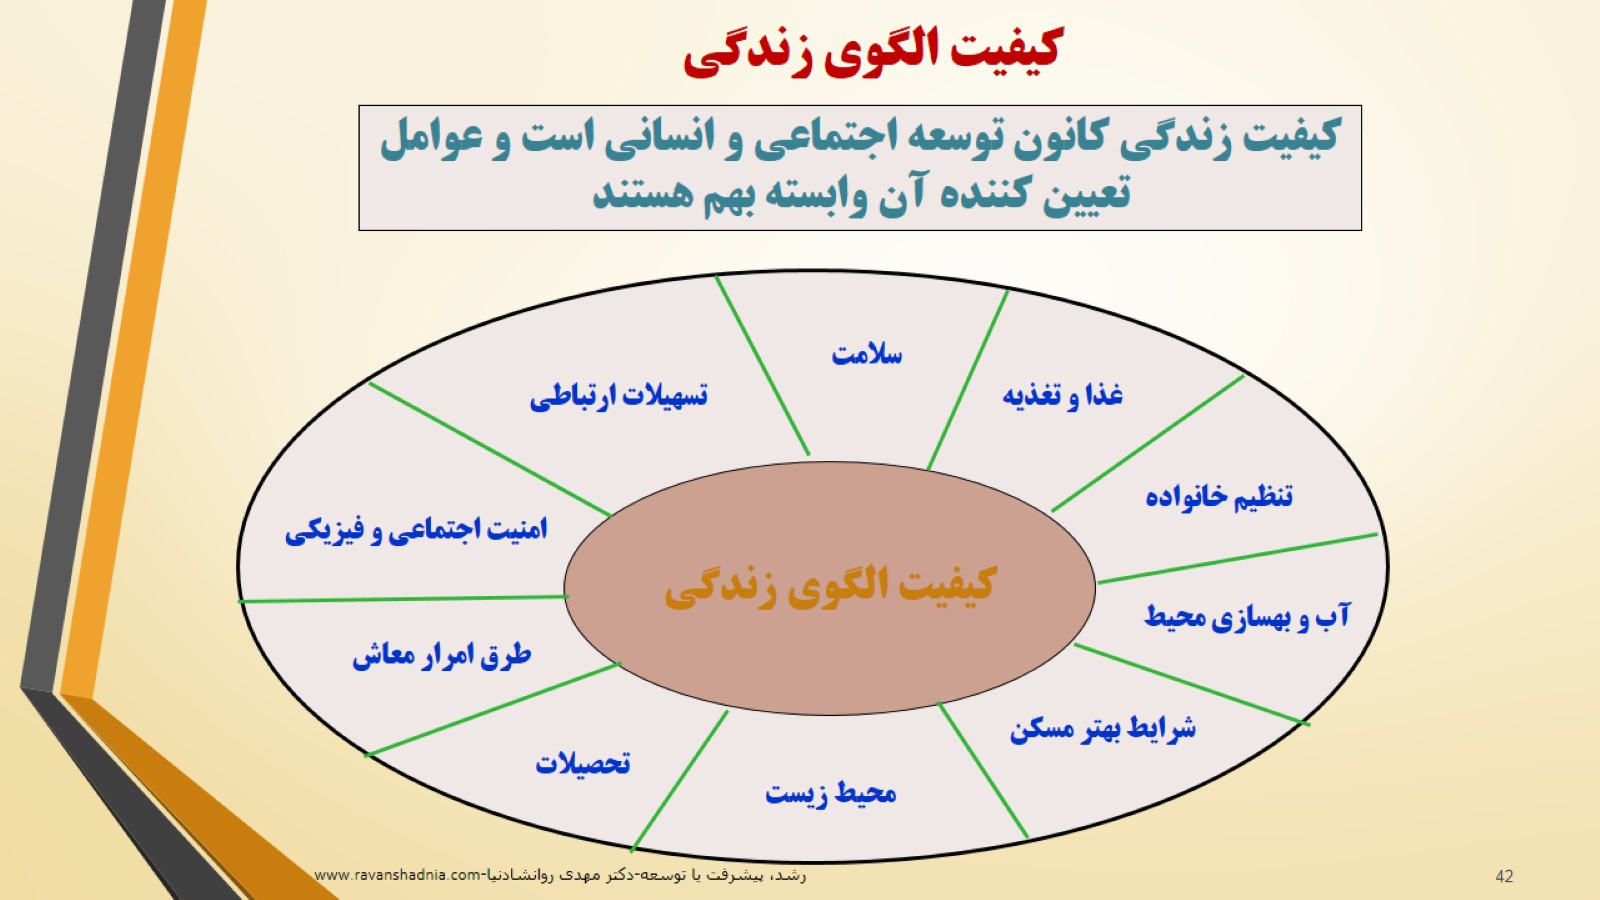 کیفیت الگوی زندگی
کیفیت زندگی کانون توسعه اجتماعی و انسانی است و عوامل
تعیین کننده آن وابسته بهم هستند
سلامت
غذا و تغذیه
تنظیم خانواده
آب و بهسازی محیط
شرایط بهتر مسکن
محیط زیست
تحصیلات
طرق امرار معاش
امنیت اجتماعی و فیزیکی
تسهیلات ارتباطی
کیفیت الگوی زندگی
رشد، پیشرفت یا توسعه-دکتر مهدی روانشادنیا-www.ravanshadnia.com
42